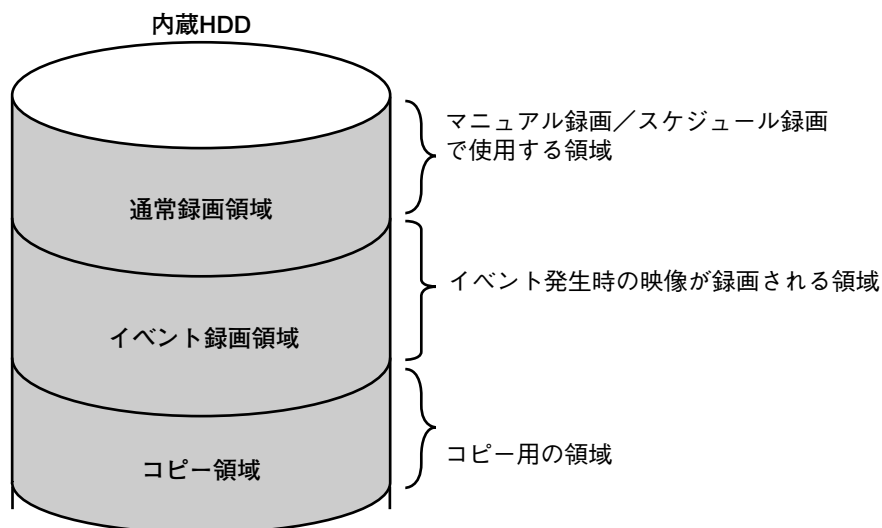 内蔵HDD
マニュアル録画／スケジュール録画
で使用する領域
通常録画領域
イベント発生時の映像が録画される領域
イベント録画領域
コピー用の領域
コピー領域